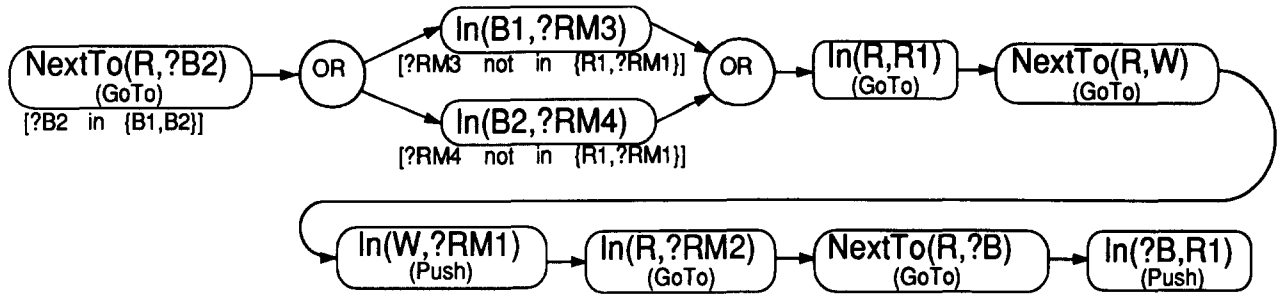 NextTo(R,?B2)
(GoTo)
[?B2 in {B1,B2}]
OR
In(B1,?RM3)
[?RM3 not in {R1,?RM1}]
In(B2,?RM4)
[?RM4 not in {R1,?RM1}]
OR
In(R,R1)
(GoTo)
NextTo(R,W)
(GoTo)
In(W,?RM1)
(Push)
In(R,?RM2)
(GoTo)
NextTo(R,?B)
(GoTo)
In(?B,R1)
(Push)